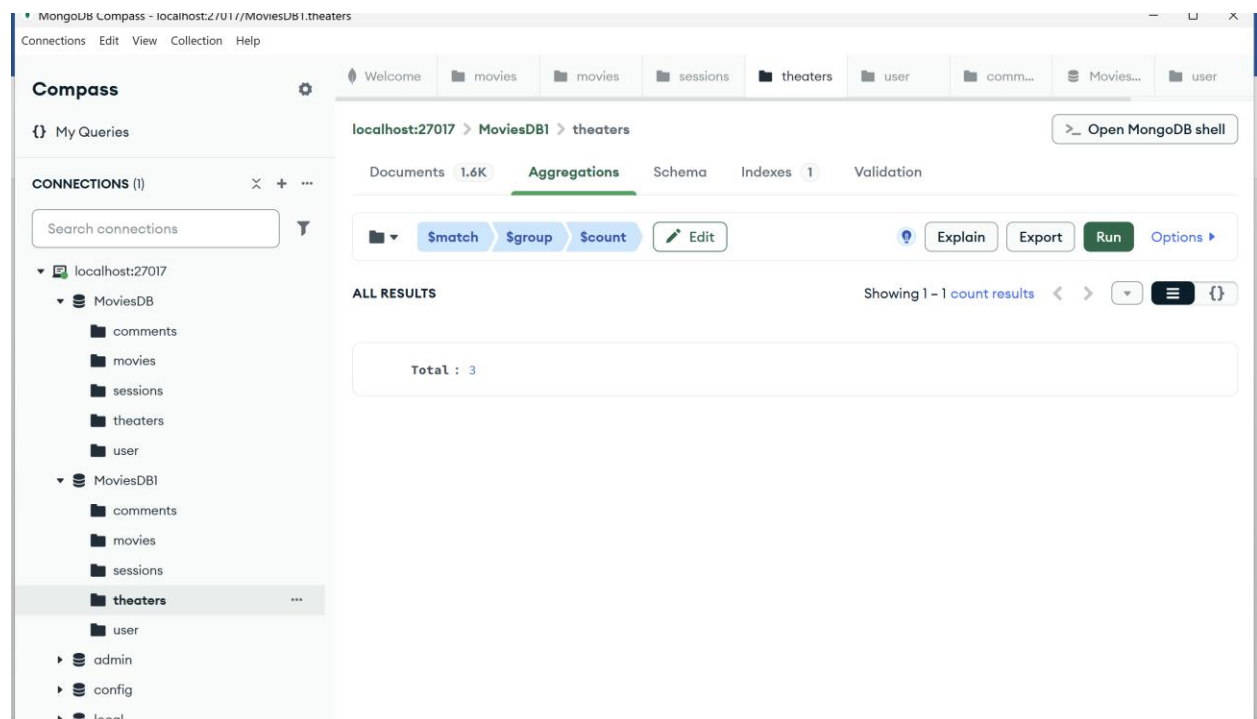 MongoDB Compass - localhost:27017/MoviesDB1.theaters
Connections Edit View Collection Help
Compass
{} My Queries
CONNECTIONS (1)
Search connections
localhost:27017
MoviesDB
comments
movies
sessions
theaters
user
MoviesDB1
comments
movies
sessions
theaters
user
admin
config
local
Welcome movies movies sessions theaters user comm... Movies... user
localhost:27017 > MoviesDB1 > theaters
>_ Open MongoDB shell
Documents 1.6K Aggregations Schema Indexes 1 Validation
$match $group $count Edit Explain Export Run Options
ALL RESULTS
Showing 1 – 1 count results
{}
Total : 3